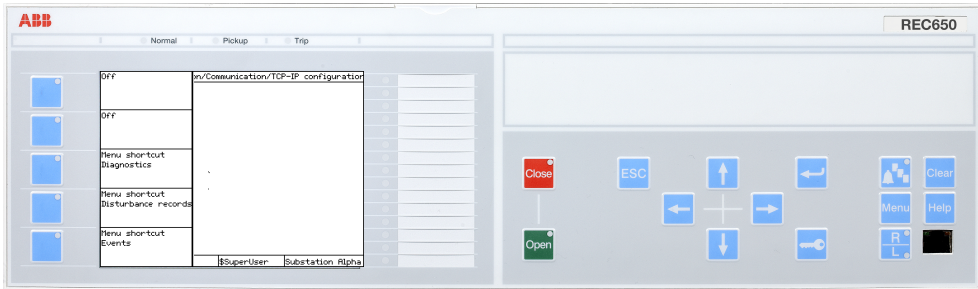 ABB
REC650
Normal
Pickup
Trip
Off
on/Communication/TCP-IP configuration
Off
Menu shortcut
Diagnostics
Menu shortcut
Disturbance records
Menu shortcut
Events
$SuperUser
Substation Alpha
Close
ESC
Clear
Menu
Help
Open
R
L